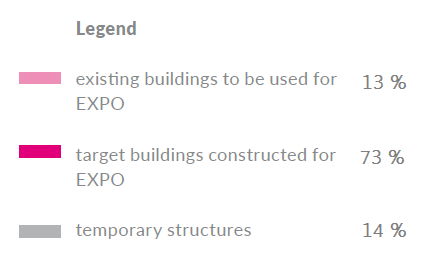 Legend
existing buildings to be used for 13 %
EXPO
target buildings constructed for 73 %
EXPO
temporary structures 14 %